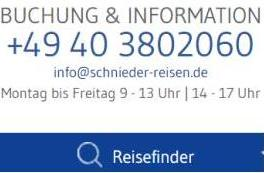 BUCHUNG & INFORMATION
+49 40 3802060
info@schnieder-reisen.de
Montag bis Freitag 9 - 13 Uhr | 14 - 17 Uhr
Reisefinder